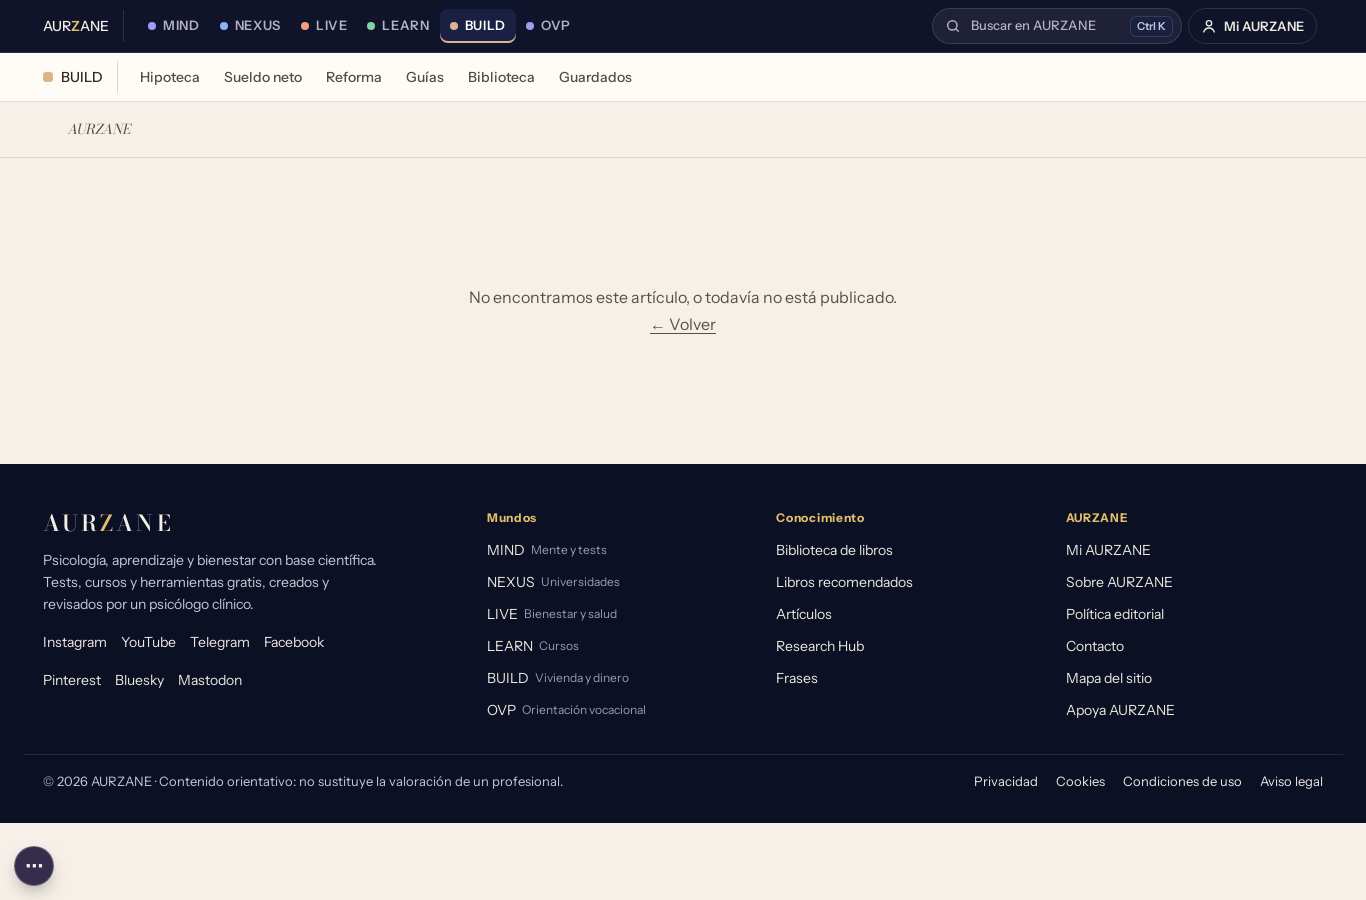 AURZANE
MIND
NEXUS
LIVE
LEARN
BUILD
OVP
Buscar en AURZANE
Ctrl K
Mi AURZANE
BUILD
Hipoteca
Sueldo neto
Reforma
Guías
Biblioteca
Guardados
AURZANE
No encontramos este artículo, o todavía no está publicado.
← Volver
AURZANE
Psicología, aprendizaje y bienestar con base científica.
Tests, cursos y herramientas gratis, creados y
revisados por un psicólogo clínico.
Instagram YouTube Telegram Facebook
Pinterest Bluesky Mastodon
Mundos
MIND Mente y tests
NEXUS Universidades
LIVE Bienestar y salud
LEARN Cursos
BUILD Vivienda y dinero
OVP Orientación vocacional
Conocimiento
Biblioteca de libros
Libros recomendados
Artículos
Research Hub
Frases
AURZANE
Mi AURZANE
Sobre AURZANE
Política editorial
Contacto
Mapa del sitio
Apoya AURZANE
© 2026 AURZANE · Contenido orientativo: no sustituye la valoración de un profesional.
Privacidad Cookies Condiciones de uso Aviso legal